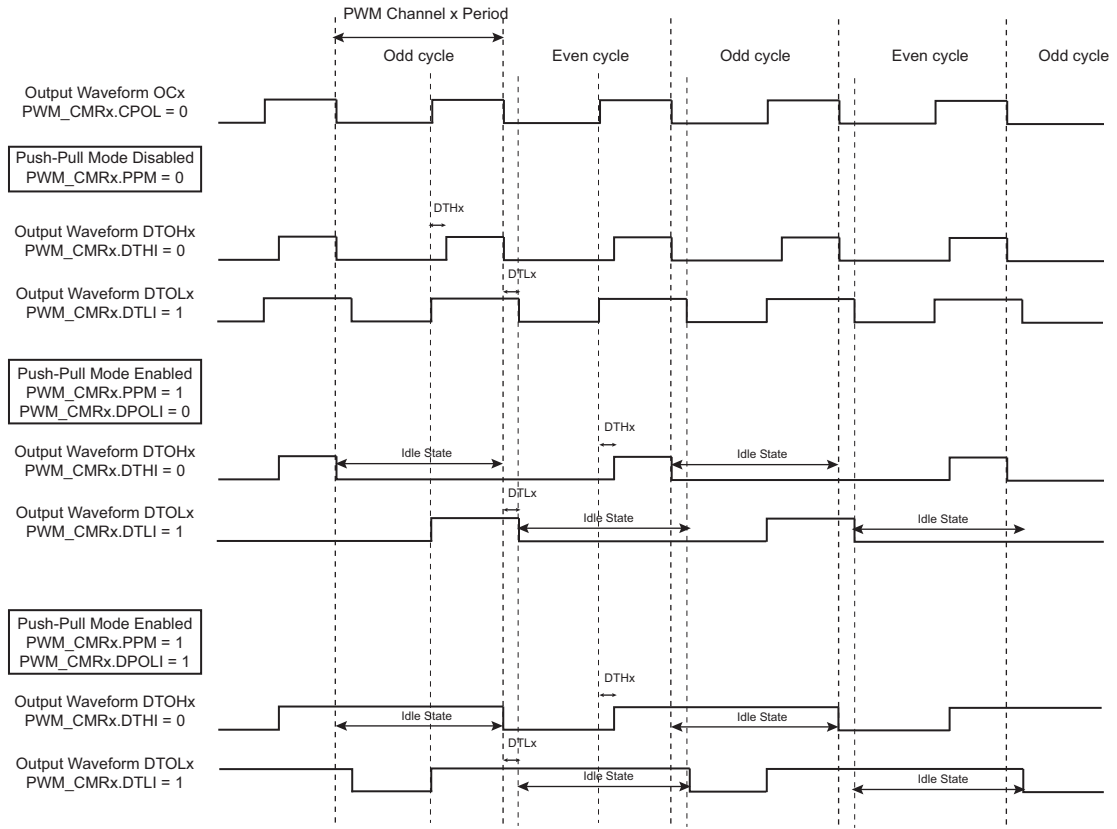 PWM Channel x Period
Odd cycle
Even cycle
Odd cycle
Even cycle
Odd cycle
Output Waveform OCx
PWM_CMRx.CPOL = 0
Push-Pull Mode Disabled
PWM_CMRx.PPM = 0
DTHx
Output Waveform DTOHx
PWM_CMRx.DTHI = 0
DTLx
Output Waveform DTOLx
PWM_CMRx.DTLI = 1
Push-Pull Mode Enabled
PWM_CMRx.PPM = 1
PWM_CMRx.DPOLI = 0
DTHx
Output Waveform DTOHx
PWM_CMRx.DTHI = 0
Idle State
Idle State
DTLx
Output Waveform DTOLx
PWM_CMRx.DTLI = 1
Idle State
Idle State
Push-Pull Mode Enabled
PWM_CMRx.PPM = 1
PWM_CMRx.DPOLI = 1
DTHx
Output Waveform DTOHx
PWM_CMRx.DTHI = 0
Idle State
Idle State
DTLx
Output Waveform DTOLx
PWM_CMRx.DTLI = 1
Idle State
Idle State